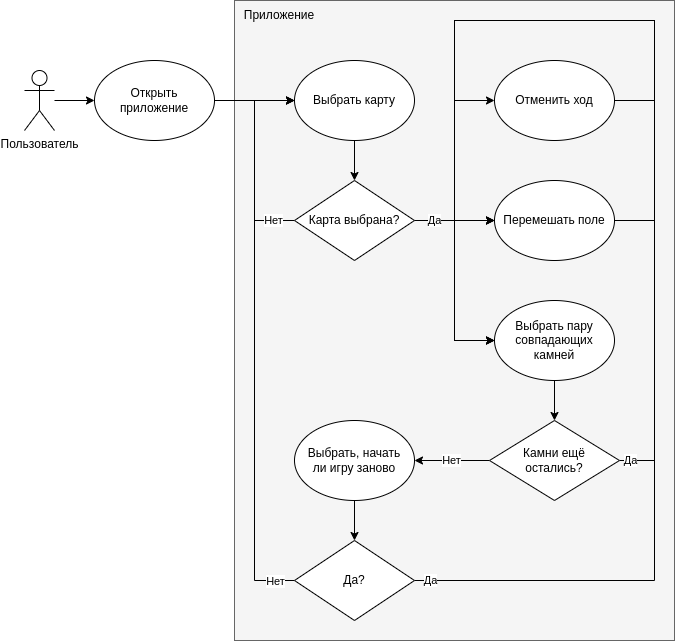 Приложение
Открыть
приложение
Выбрать карту
Отменить ход
Пользователь
Нет
Карта выбрана?
Да
Перемешать поле
Выбрать пару
совпадающих
камней
Выбрать, начать
ли игру заново
Нет
Камни ещё
остались?
Да
Нет
Да?
Да